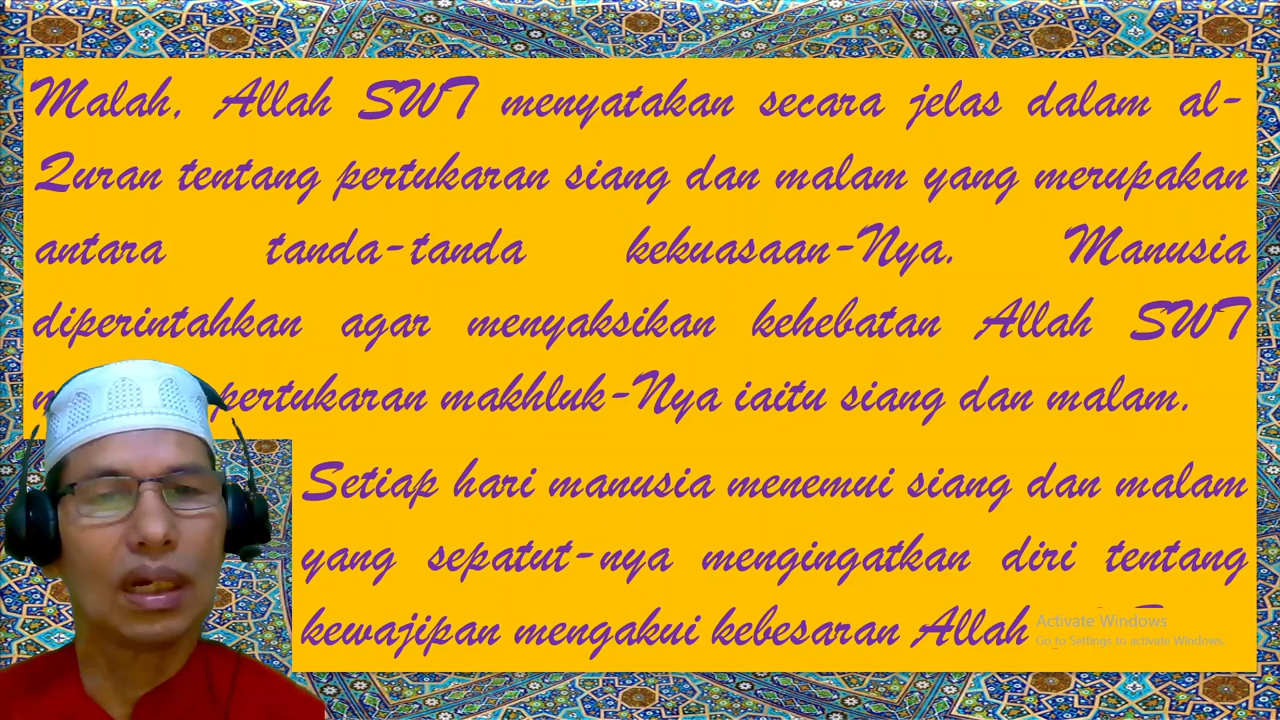 Malah, Allah SWT menyatakan secara jelas dalam al-
Quran tentang pertukaran siang dan malam yang merupakan
antara tanda-tanda kekuasaan-Nya. Manusia
diperintahkan agar menyaksikan kehebatan Allah SWT
pertukaran makhluk-Nya iaitu siang dan malam.
Setiap hari manusia menemui siang dan malam
yang sepatut-nya mengingatkan diri tentang
kewajipan mengakui kebesaran Allah
Activate Windows
Go to Settings to activate Windows.